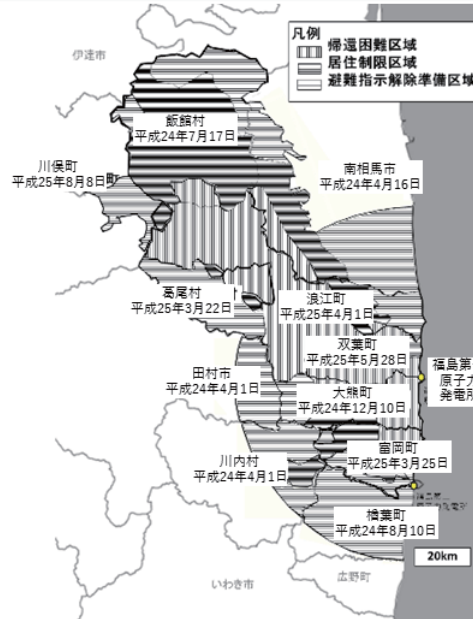 凡例
帰還困難区域
居住制限区域
避難指示解除準備区域
伊達市
飯館村
平成24年7月17日
川俣町
平成25年8月8日
町
南相馬市
平成24年4月16日
葛尾村
平成25年3月22日
浪江町
平成25年4月1日
双葉町
平成25年5月28日
福島第一
原子力
発電所
田村市
平成24年4月1日
大熊町
平成24年12月10日
富岡町
平成25年3月25日
川内村
平成24年4月1日
楢葉町
平成24年8月10日
20km
いわき市
広野町